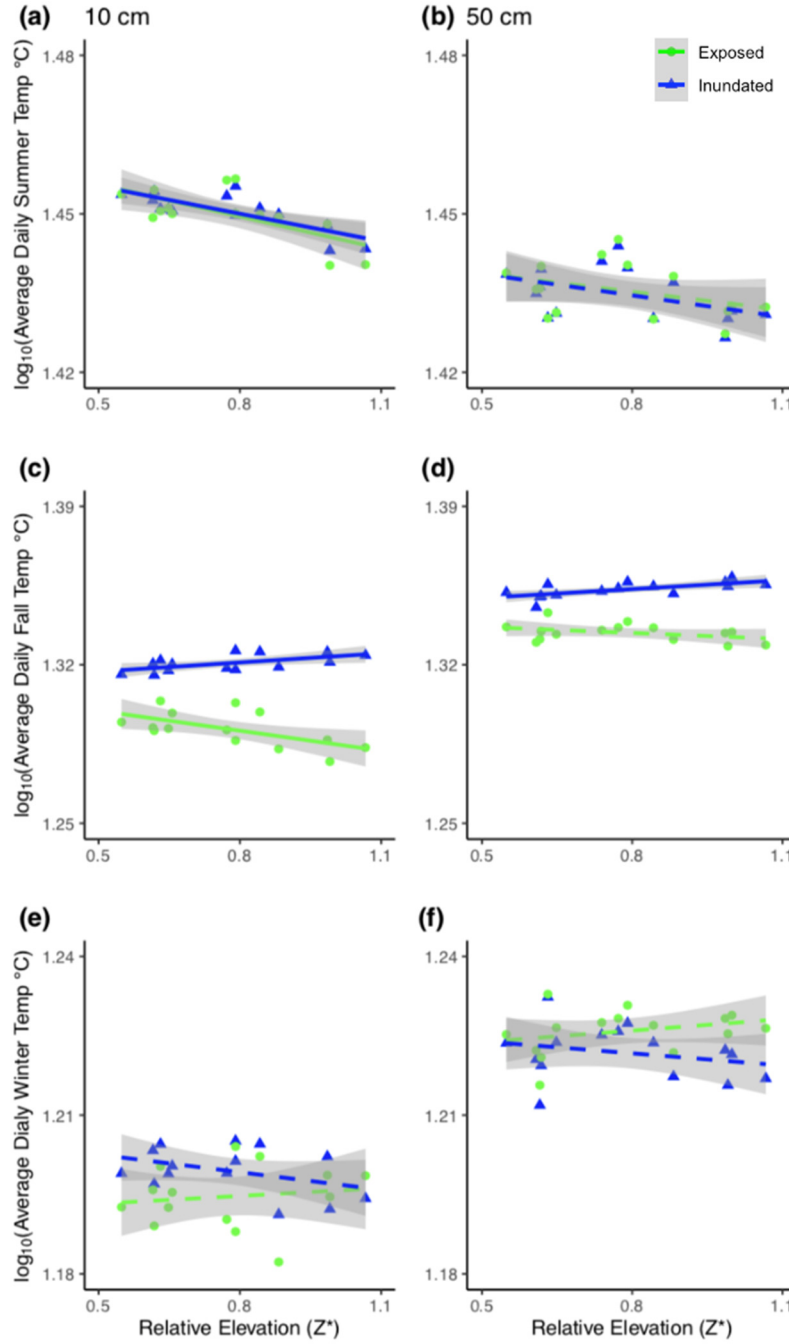 (a) 10 cm
(b) 50 cm
log₁₀(Average Daily Summer Temp °C)
1.48
1.45
1.42
0.5 0.8 1.1
1.48
1.45
1.42
0.5 0.8 1.1
Exposed
Inundated
(c)
(d)
log₁₀(Average Daily Fall Temp °C)
1.39
1.32
1.25
0.5 0.8 1.1
1.39
1.32
1.25
0.5 0.8 1.1
(e)
(f)
log₁₀(Average Dialy Winter Temp °C)
1.24
1.21
1.18
0.5 0.8 1.1
Relative Elevation (Z*)
1.24
1.21
1.18
0.5 0.8 1.1
Relative Elevation (Z*)